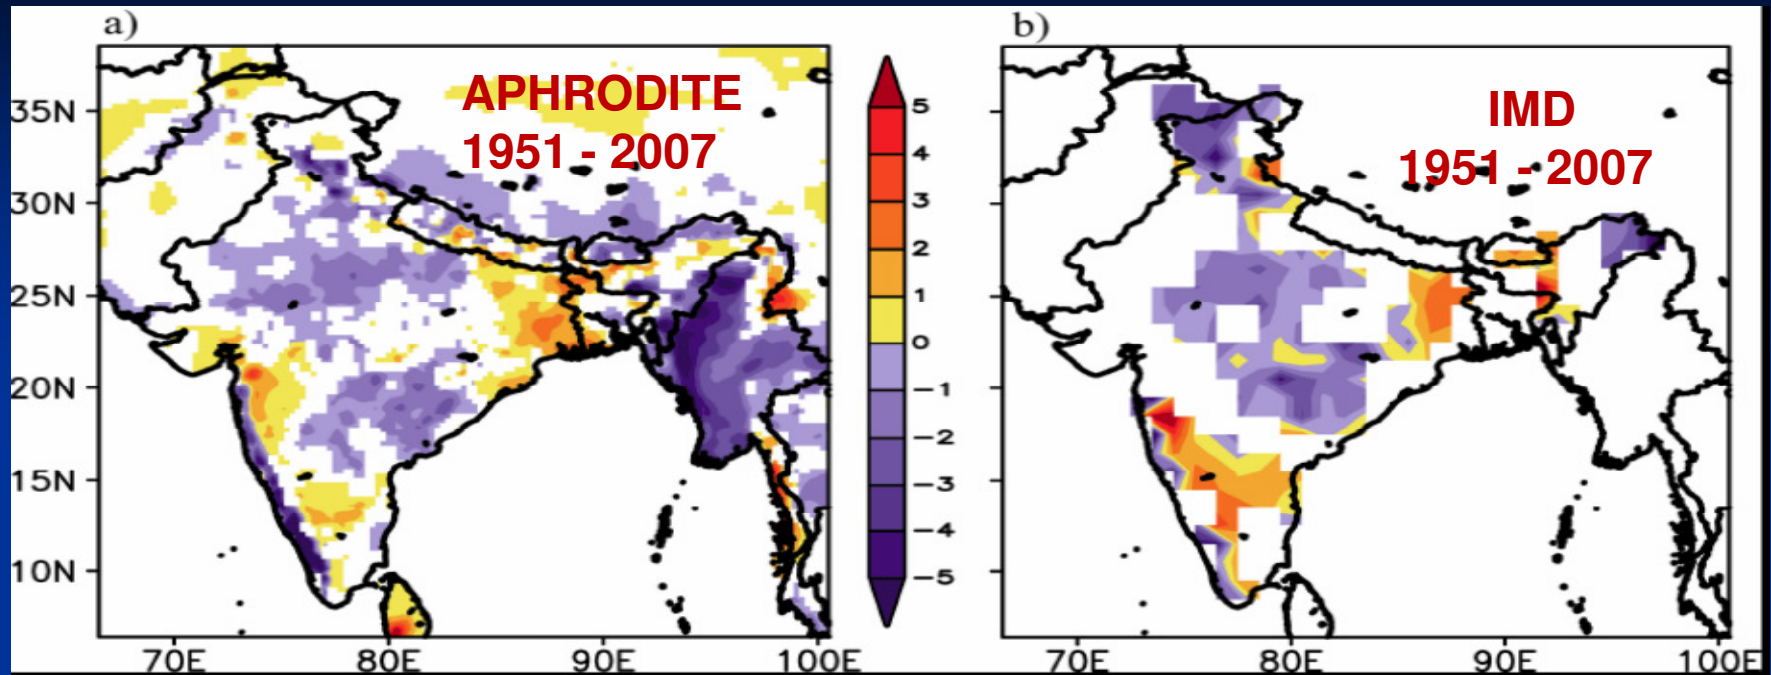 a)
APHRODITE
1951 - 2007
35N
30N
25N
20N
15N
10N
70E
80E
90E
100E
5
4
3
2
1
0
−1
−2
−3
−4
−5
b)
IMD
1951 - 2007
70E
80E
90E
100E